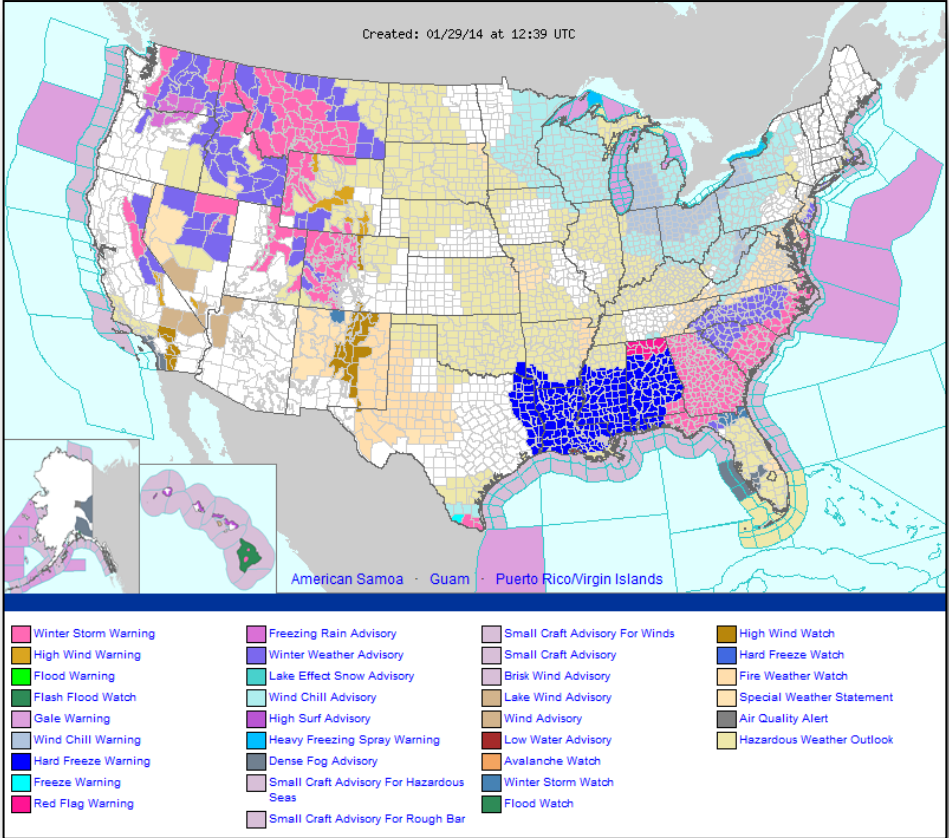 Created: 01/29/14 at 12:39 UTC
American Samoa · Guam · Puerto Rico/Virgin Islands
Winter Storm Warning
High Wind Warning
Flood Warning
Flash Flood Watch
Gale Warning
Wind Chill Warning
Hard Freeze Warning
Freeze Warning
Red Flag Warning
Freezing Rain Advisory
Winter Weather Advisory
Lake Effect Snow Advisory
Wind Chill Advisory
High Surf Advisory
Heavy Freezing Spray Warning
Dense Fog Advisory
Small Craft Advisory For Hazardous
Seas
Small Craft Advisory For Rough Bar
Small Craft Advisory For Winds
Small Craft Advisory
Brisk Wind Advisory
Lake Wind Advisory
Wind Advisory
Low Water Advisory
Avalanche Watch
Winter Storm Watch
Flood Watch
High Wind Watch
Hard Freeze Watch
Fire Weather Watch
Special Weather Statement
Air Quality Alert
Hazardous Weather Outlook